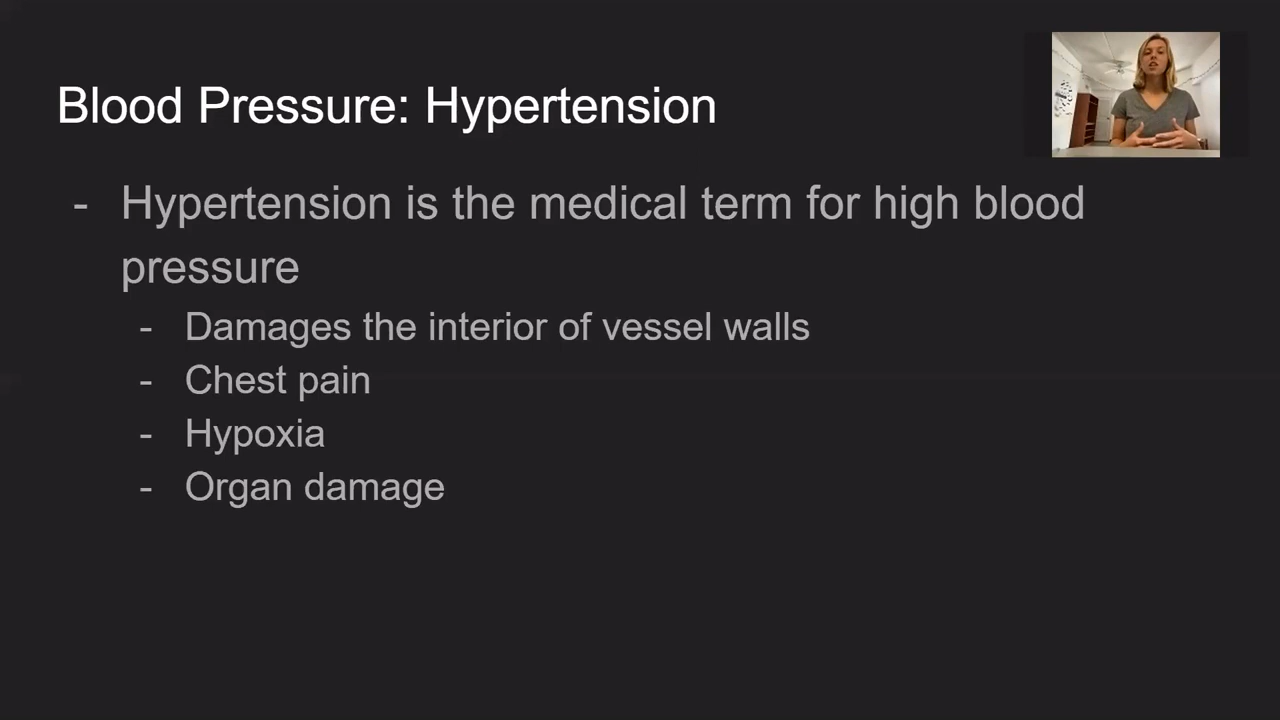 Blood Pressure: Hypertension
- Hypertension is the medical term for high blood
pressure
- Damages the interior of vessel walls
- Chest pain
- Hypoxia
- Organ damage